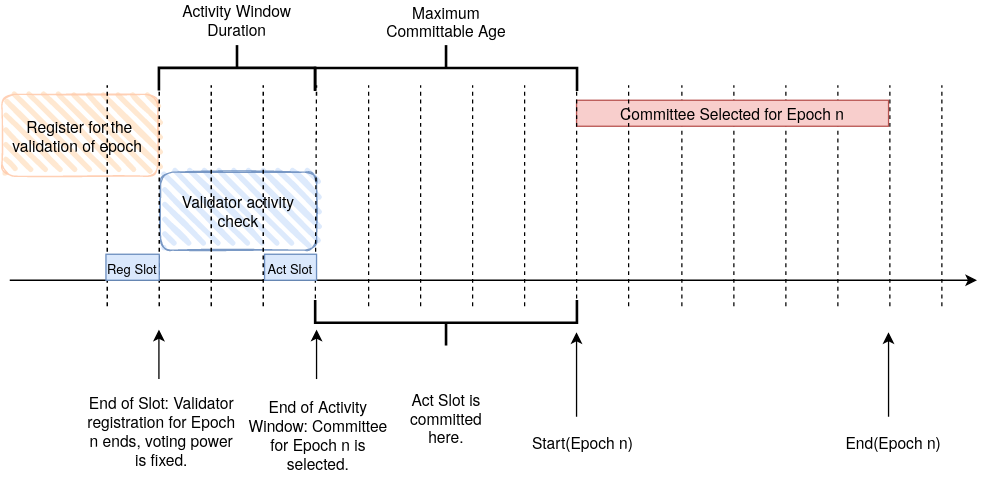 Activity Window
Duration
Maximum
Committable Age
Register for the
validation of epoch
Committee Selected for Epoch n
Validator activity
check
Reg Slot
Act Slot
End of Slot: Validator
registration for Epoch
n ends, voting power
is fixed.
End of Activity
Window: Committee
for Epoch n is
selected.
Act Slot is
committed
here.
Start(Epoch n)
End(Epoch n)